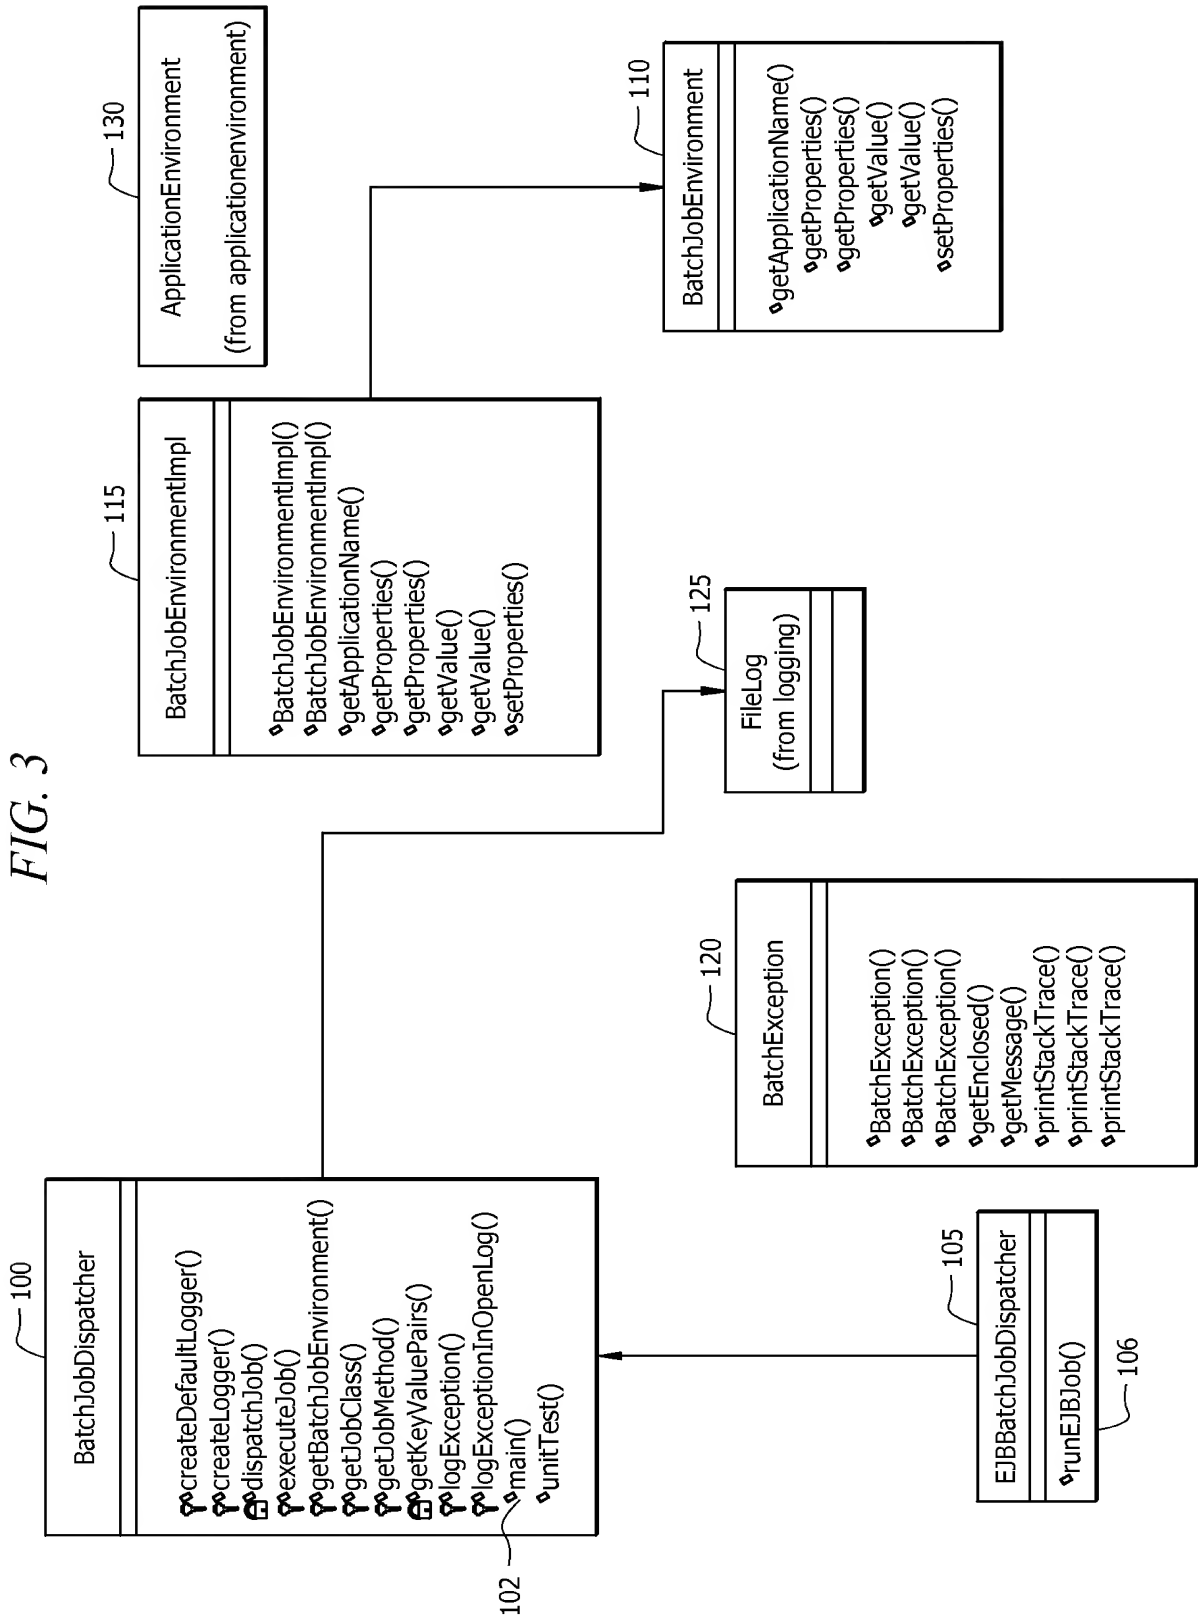 FIG. 3
100
BatchJobDispatcher
createDefaultLogger()
createLogger()
dispatchJob()
executeJob()
getBatchJobEnvironment()
getJobClass()
getJobMethod()
getKeyValuePairs()
logException()
logExceptionInOpenLog()
main()
unitTest()
102
105
EJBBatchJobDispatcher
runEJBJob()
106
120
BatchException
BatchException()
BatchException()
BatchException()
getEnclosed()
getMessage()
printStackTrace()
printStackTrace()
printStackTrace()
115
BatchJobEnvironmentImpl
BatchJobEnvironmentImpl()
BatchJobEnvironmentImpl()
getApplicationName()
getProperties()
getProperties()
getValue()
getValue()
setProperties()
125
FileLog
(from logging)
130
ApplicationEnvironment
(from applicationenvironment)
110
BatchJobEnvironment
getApplicationName()
getProperties()
getProperties()
getValue()
getValue()
setProperties()